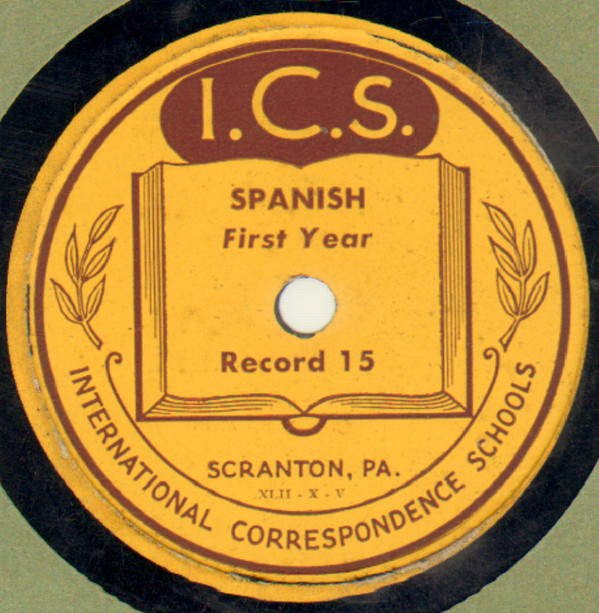 I.C.S.
SPANISH
First Year
Record 15
SCRANTON, PA.
XLII - X - V
INTERNATIONAL CORRESPONDENCE SCHOOLS